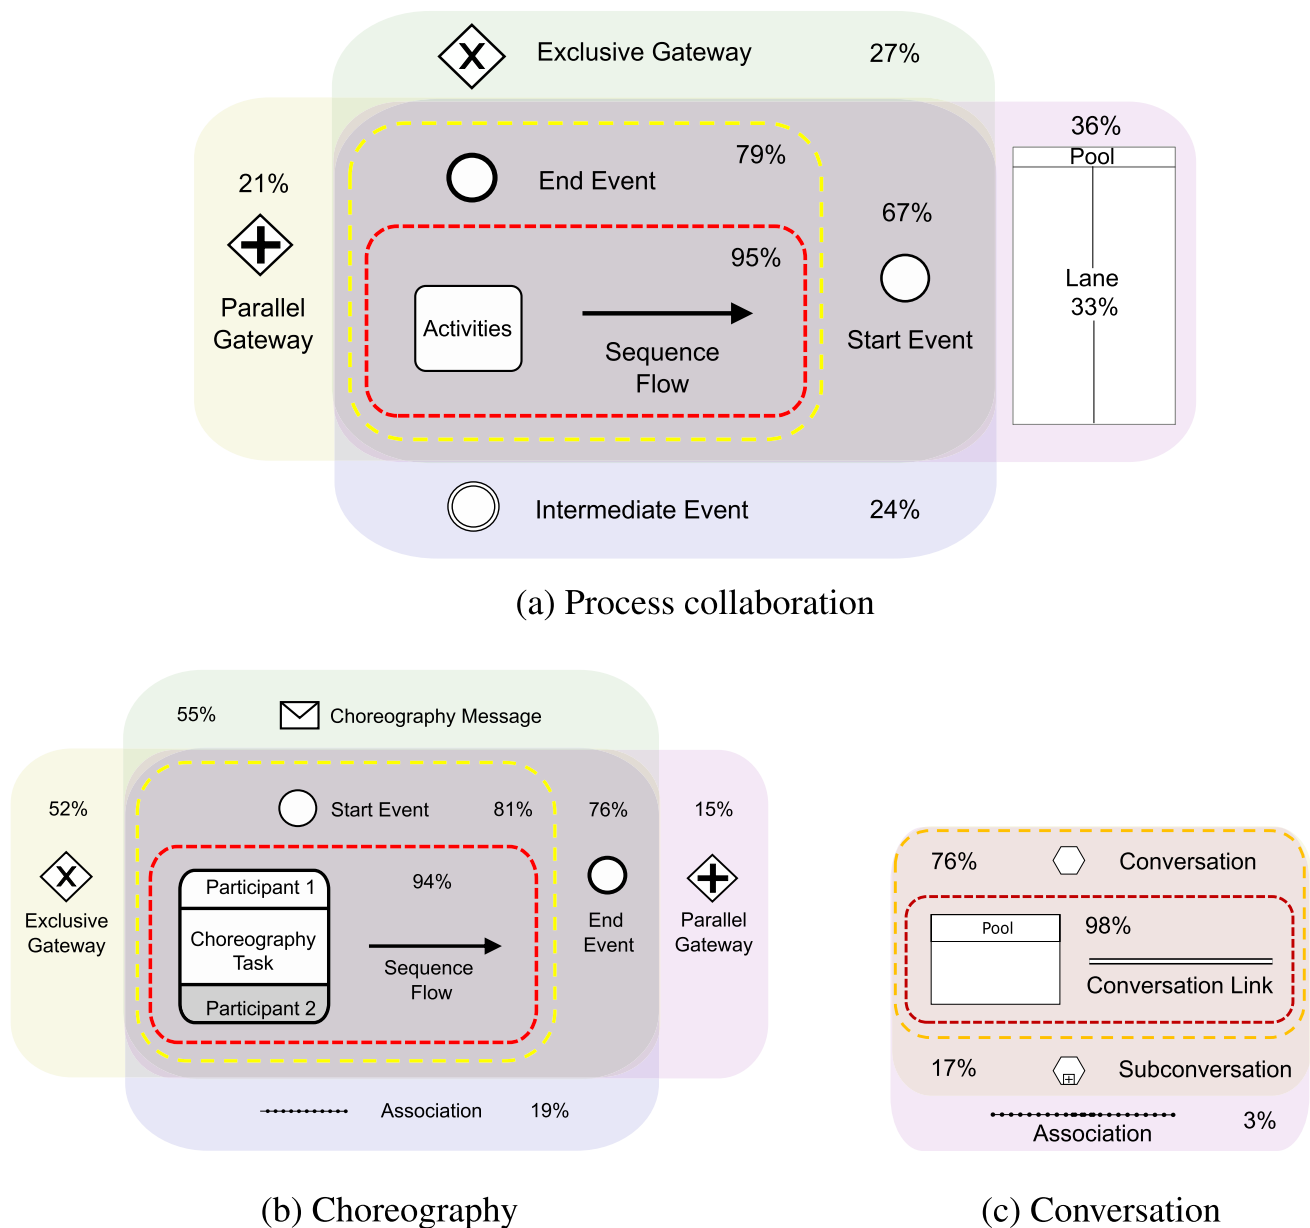 Exclusive Gateway 27%
36%
Pool
79%
End Event
21%
67%
95%
Lane
33%
Parallel
Gateway
Activities
Start Event
Sequence
Flow
Intermediate Event 24%
(a) Process collaboration
55% Choreography Message
52%
Start Event 81%
76%
15%
94%
Participant 1
Exclusive
Gateway
Choreography
Task
Sequence
Flow
End
Event
Parallel
Gateway
Participant 2
Association 19%
(b) Choreography
76% Conversation
Pool
98%
Conversation Link
17% Subconversation
3%
Association
(c) Conversation